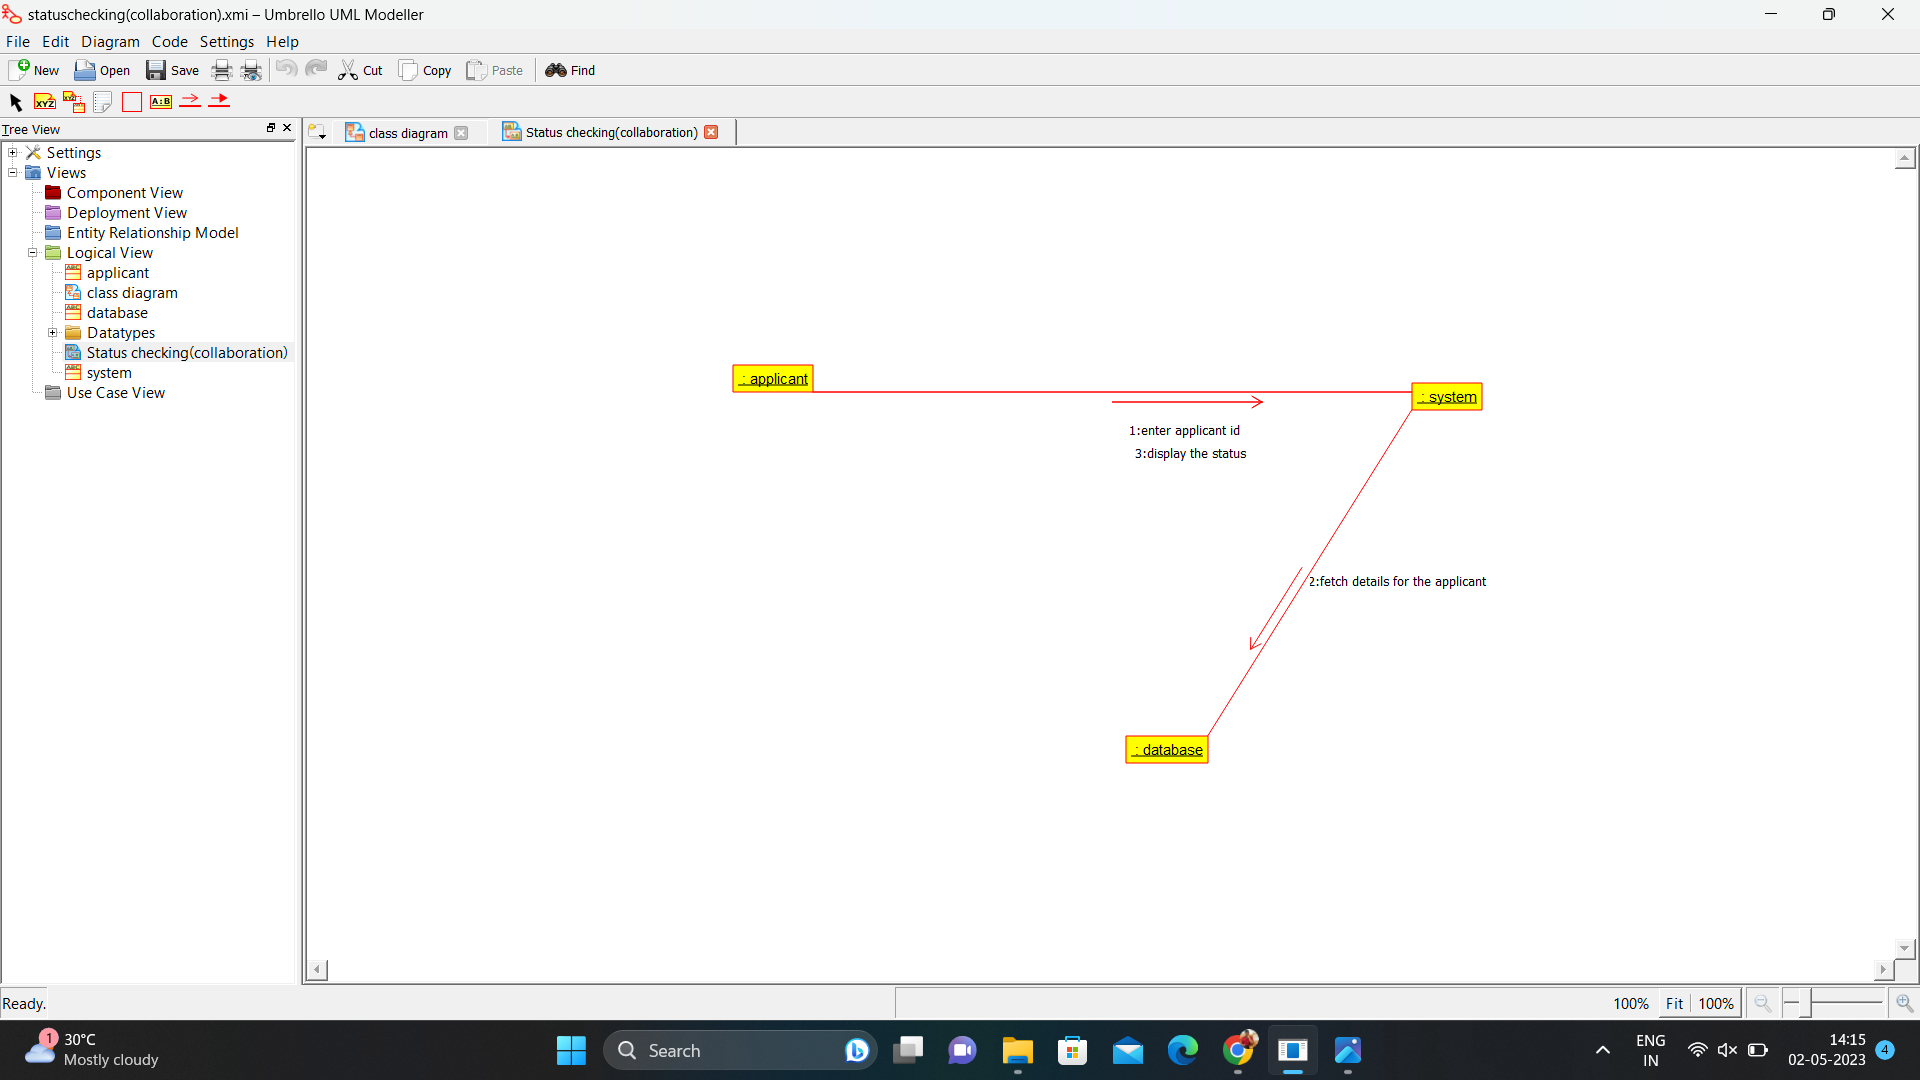 statuschecking(collaboration).xmi – Umbrello UML Modeller
File Edit Diagram Code Settings Help
New Open Save Cut Copy Paste Find
XYZ XYZ A:B
Tree View
class diagram Status checking(collaboration)
Settings
Views
Component View
Deployment View
Entity Relationship Model
Logical View
applicant
class diagram
database
Datatypes
Status checking(collaboration)
system
Use Case View
: applicant
: system
1:enter applicant id
3:display the status
2:fetch details for the applicant
: database
Ready.
100% Fit 100%
1
30°C
Mostly cloudy
Search
ENG
IN
14:15
02-05-2023
4